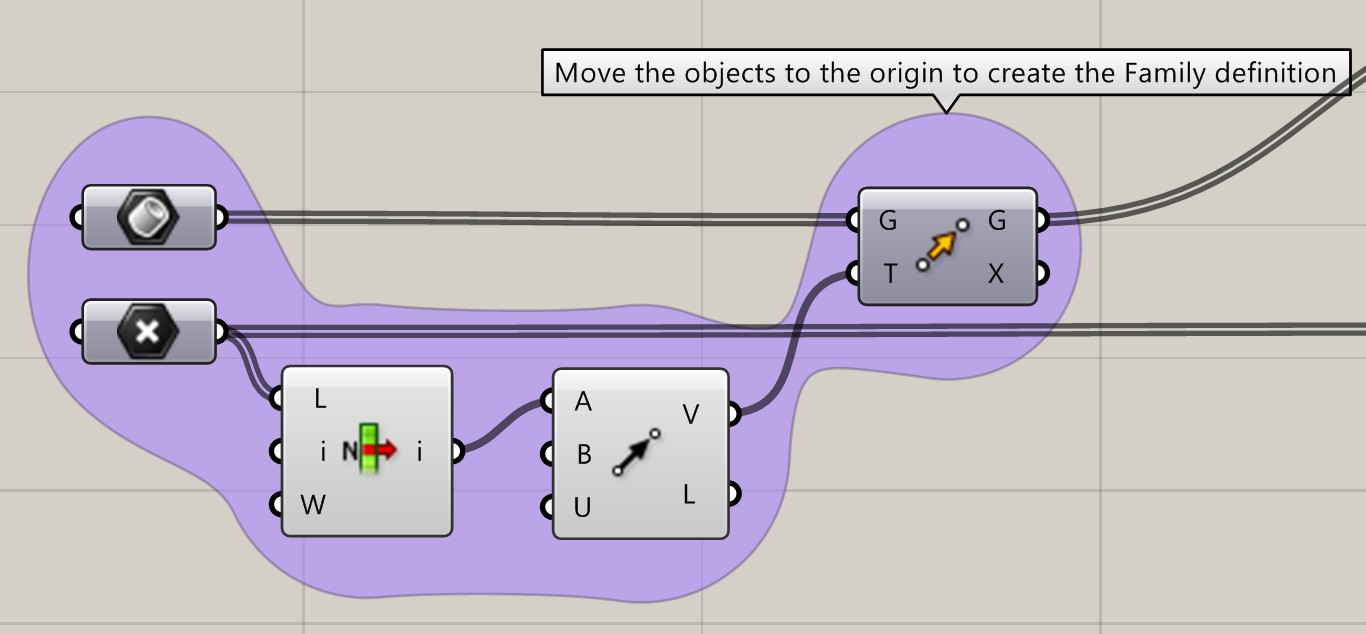 Move the objects to the origin to create the Family definition
G G
T X
L
i N i
W
A V
B
U L